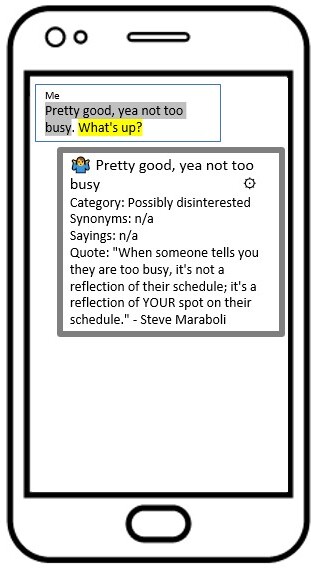 Me
Pretty good, yea not too
busy. What's up?
🤷 Pretty good, yea not too
busy
Category: Possibly disinterested
Synonyms: n/a
Sayings: n/a
Quote: "When someone tells you
they are too busy, it's not a
reflection of their schedule; it's a
reflection of YOUR spot on their
schedule." - Steve Maraboli